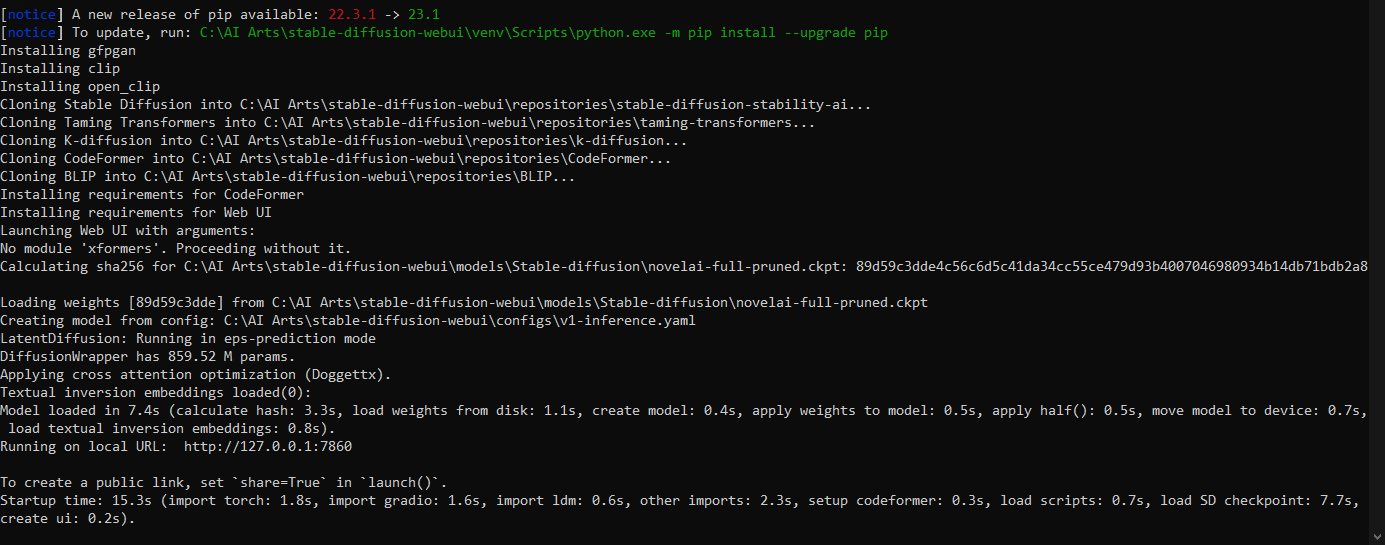 [notice] A new release of pip available: 22.3.1 -> 23.1
[notice] To update, run: C:\AI Arts\stable-diffusion-webui\venv\Scripts\python.exe -m pip install --upgrade pip
Installing gfpgan
Installing clip
Installing open_clip
Cloning Stable Diffusion into C:\AI Arts\stable-diffusion-webui\repositories\stable-diffusion-stability-ai...
Cloning Taming Transformers into C:\AI Arts\stable-diffusion-webui\repositories\taming-transformers...
Cloning K-diffusion into C:\AI Arts\stable-diffusion-webui\repositories\k-diffusion...
Cloning CodeFormer into C:\AI Arts\stable-diffusion-webui\repositories\CodeFormer...
Cloning BLIP into C:\AI Arts\stable-diffusion-webui\repositories\BLIP...
Installing requirements for CodeFormer
Installing requirements for Web UI
Launching Web UI with arguments:
No module 'xformers'. Proceeding without it.
Calculating sha256 for C:\AI Arts\stable-diffusion-webui\models\Stable-diffusion\novelai-full-pruned.ckpt: 89d59c3dde4c56c6d5c41da34cc55ce479d93b4007046980934b14db71bdb2a8
Loading weights [89d59c3dde] from C:\AI Arts\stable-diffusion-webui\models\Stable-diffusion\novelai-full-pruned.ckpt
Creating model from config: C:\AI Arts\stable-diffusion-webui\configs\v1-inference.yaml
LatentDiffusion: Running in eps-prediction mode
DiffusionWrapper has 859.52 M params.
Applying cross attention optimization (Doggettx).
Textual inversion embeddings loaded(0):
Model loaded in 7.4s (calculate hash: 3.3s, load weights from disk: 1.1s, create model: 0.4s, apply weights to model: 0.5s, apply half(): 0.5s, move model to device: 0.7s,
load textual inversion embeddings: 0.8s).
Running on local URL:  http://127.0.0.1:7860
To create a public link, set `share=True` in `launch()`.
Startup time: 15.3s (import torch: 1.8s, import gradio: 1.6s, import ldm: 0.6s, other imports: 2.3s, setup codeformer: 0.3s, load scripts: 0.7s, load SD checkpoint: 7.7s,
create ui: 0.2s).